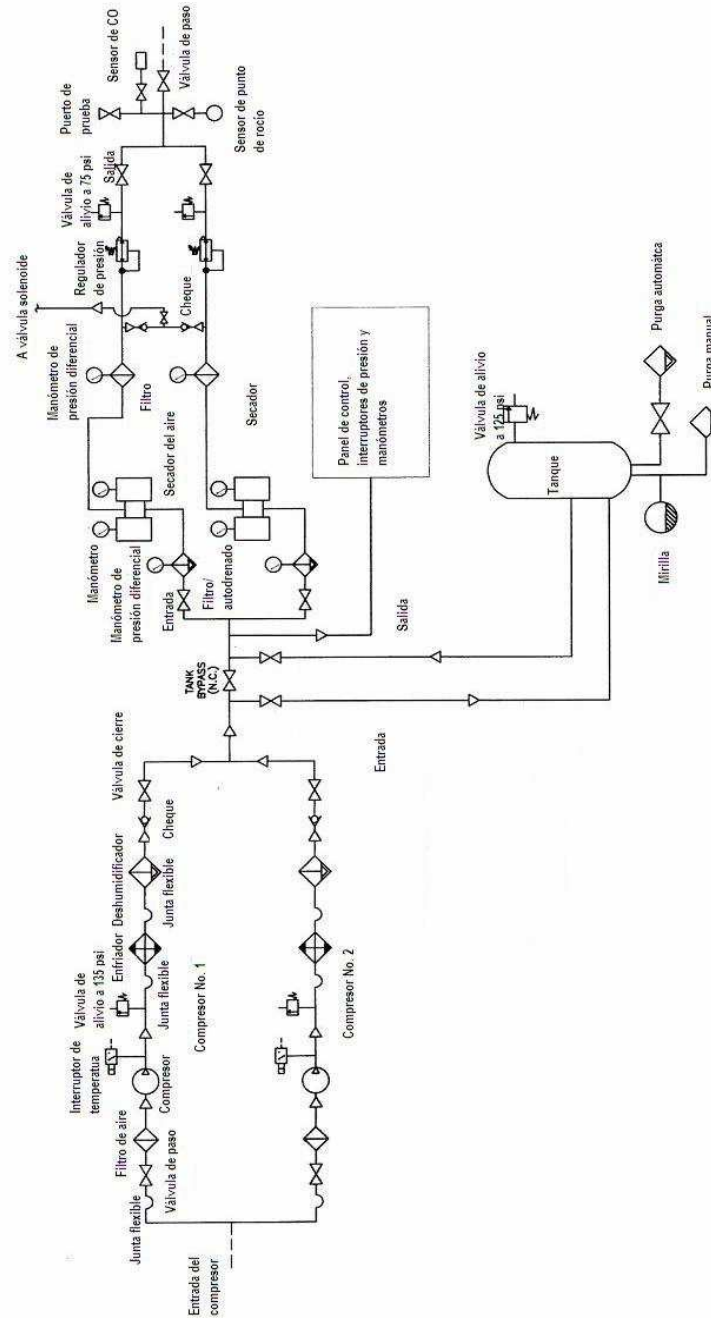 A válvula solenoide
Manómetro de
presión diferencial
Regulador
de presión
Válvula de
alivio a 75 psi
Puerto de
prueba
Sensor de CO
Salida
Válvula de paso
Sensor de punto
de rocío
Filtro
Cheque
Manómetro
Manómetro de
presión diferencial
Secador del aire
Secador
Entrada
Filtro/
autodrenado
Interruptor de
temperatua
Válvula de
alivio a 135 psi
Enfriador
Deshumidificador
Válvula de cierre
Junta flexible
Filtro de aire
Válvula de paso
Compresor
Junta flexible
Junta flexible
Cheque
Compresor No. 1
Entrada del
compresor
TANK
BYPASS
(N.C.)
Panel de control,
interruptores de presión y
manómetros
Compresor No. 2
Entrada
Salida
Válvula de alivio
a 125 psi
Tanque
Purga automátca
Mirilla
Purga manual